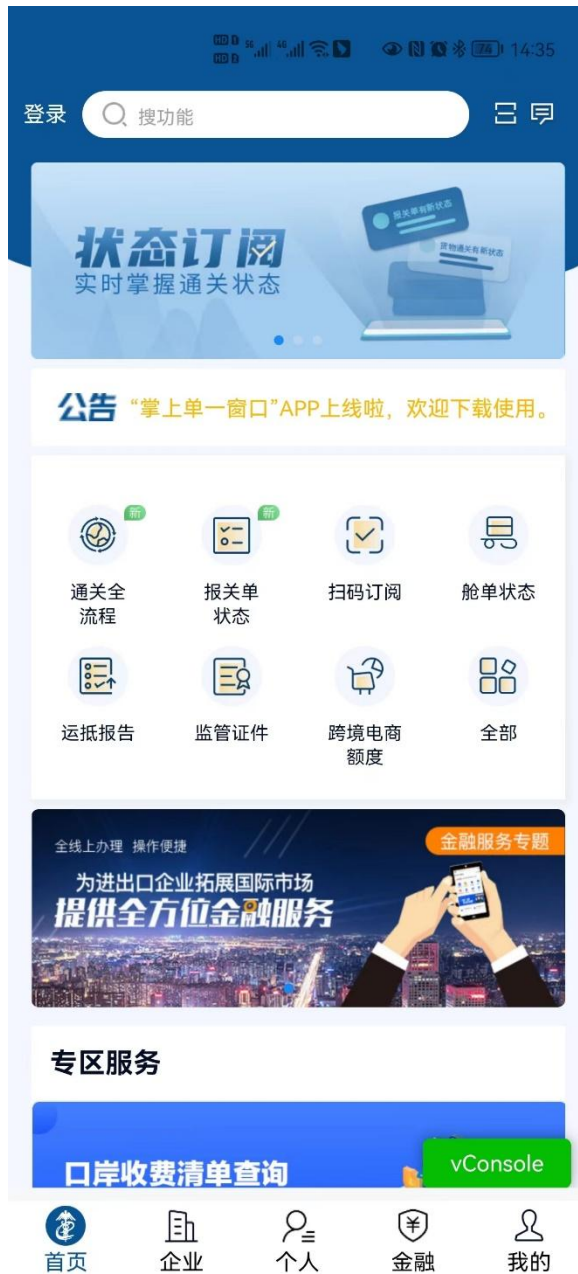 HD 1 5G 4G 74 14:35
HD 2
登录 搜功能
报关单有新状态
货物通关有新状态
状态订阅
实时掌握通关状态
公告 “掌上单一窗口”APP上线啦,欢迎下载使用。
新 新
通关全 报关单 扫码订阅 舱单状态
流程 状态
运抵报告 监管证件 跨境电商 全部
额度
全线上办理 操作便捷 金融服务专题
为进出口企业拓展国际市场
提供全方位金融服务
专区服务
口岸收费清单查询
vConsole
首页 企业 个人 金融 我的